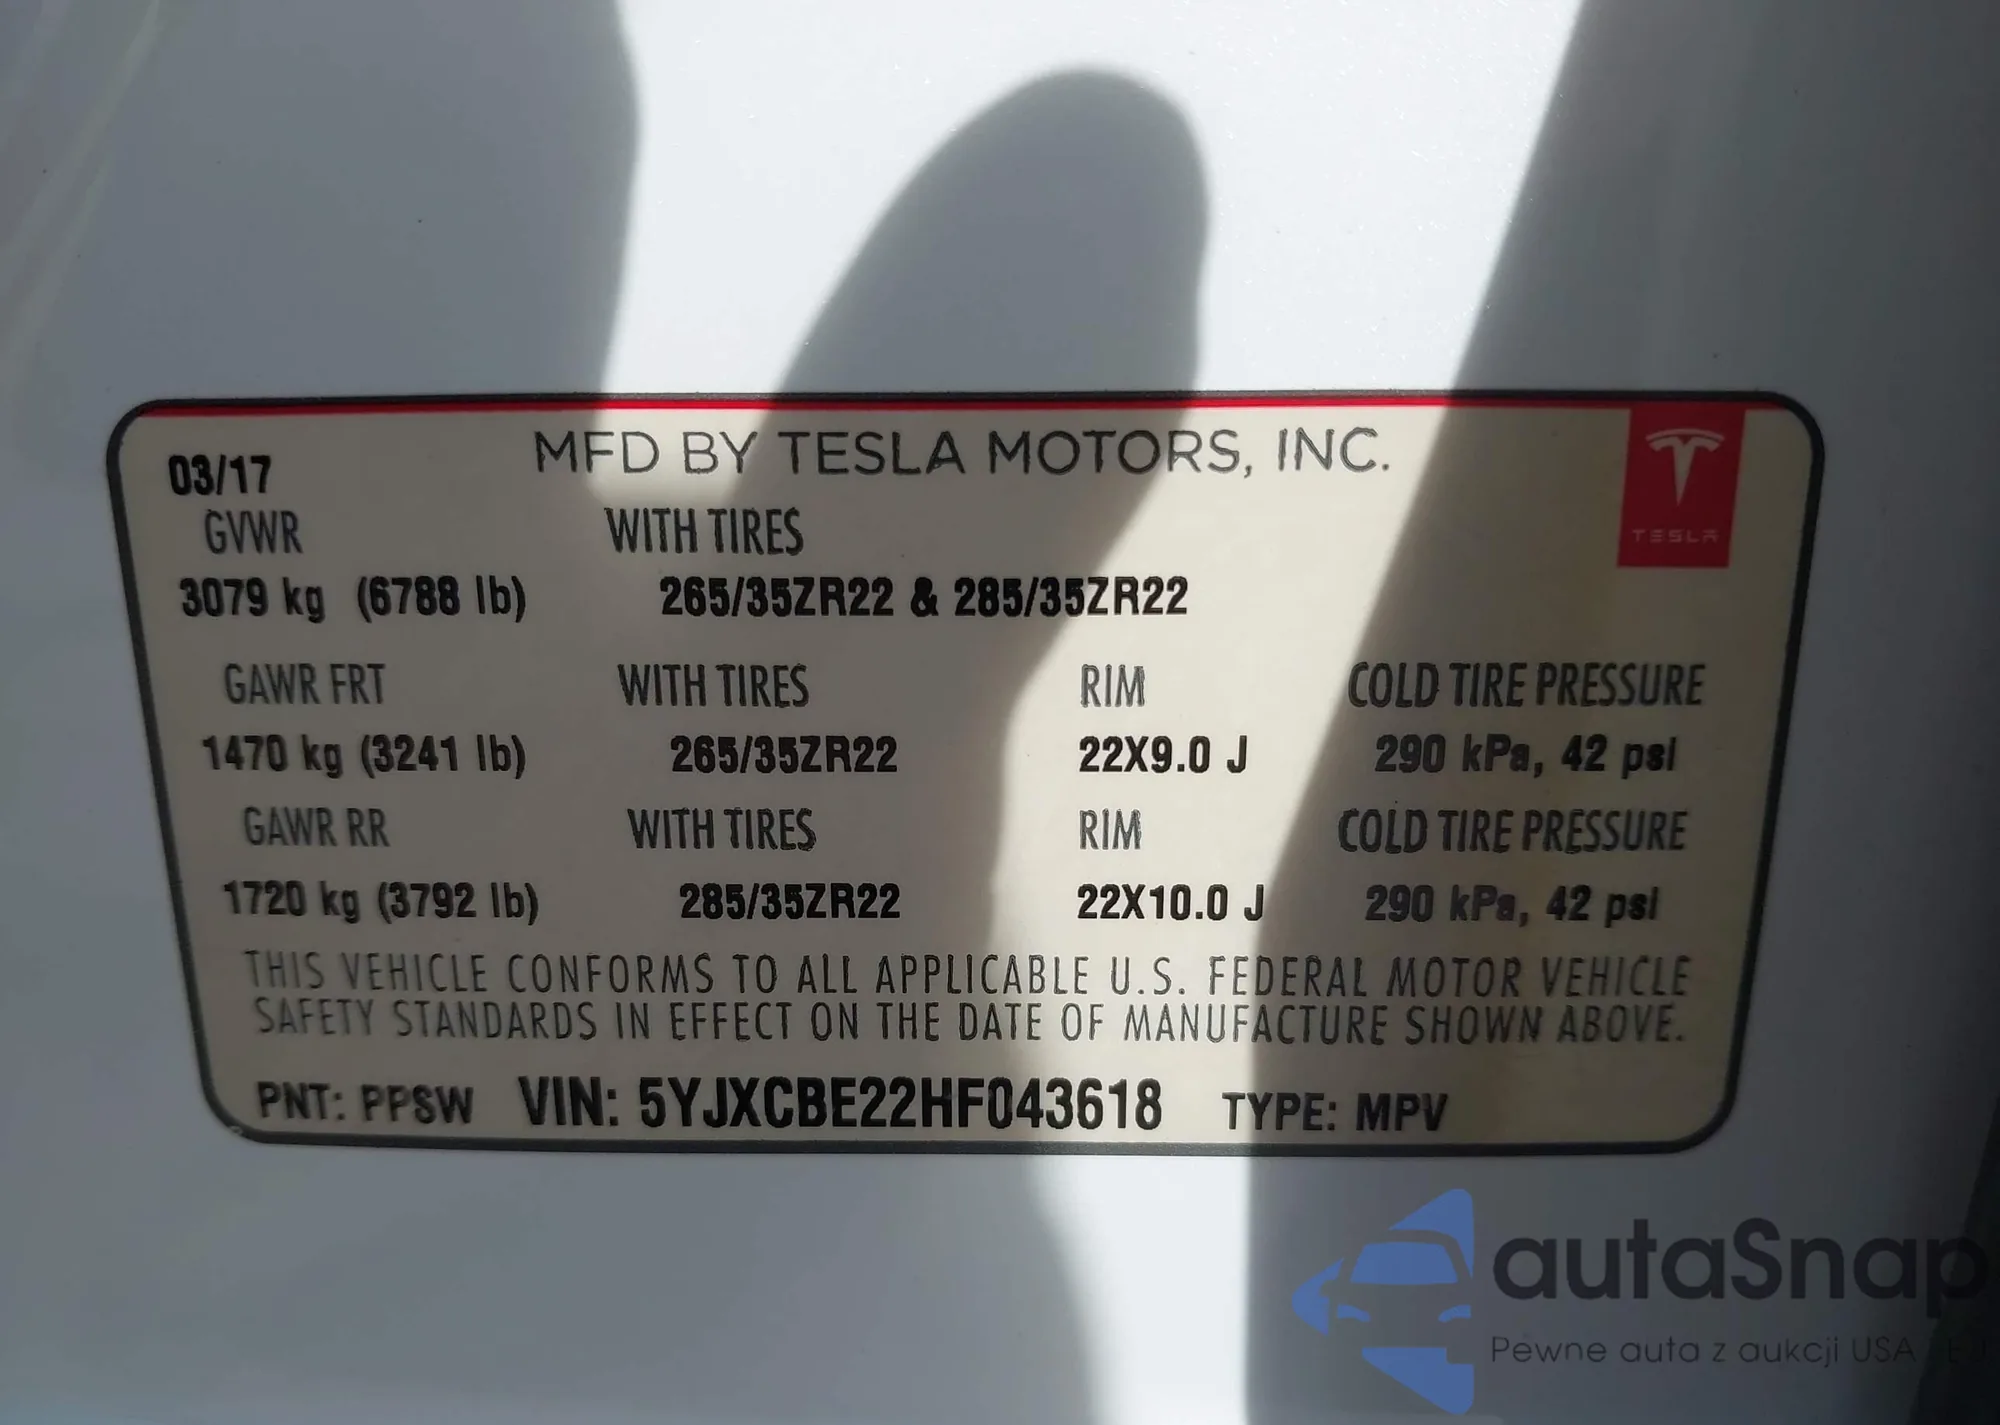 03/17 MFD BY TESLA MOTORS, INC.
TESLA
GVWR WITH TIRES
3079 kg (6788 lb) 265/35ZR22 & 285/35ZR22
GAWR FRT WITH TIRES RIM COLD TIRE PRESSURE
1470 kg (3241 lb) 265/35ZR22 22X9.0 J 290 kPa, 42 psi
GAWR RR WITH TIRES RIM COLD TIRE PRESSURE
1720 kg (3792 lb) 285/35ZR22 22X10.0 J 290 kPa, 42 psi
THIS VEHICLE CONFORMS TO ALL APPLICABLE U.S. FEDERAL MOTOR VEHICLE
SAFETY STANDARDS IN EFFECT ON THE DATE OF MANUFACTURE SHOWN ABOVE.
PNT: PPSW VIN: 5YJXCBE22HF043618 TYPE: MPV
autaSnap
Pewne auta z aukcji USA